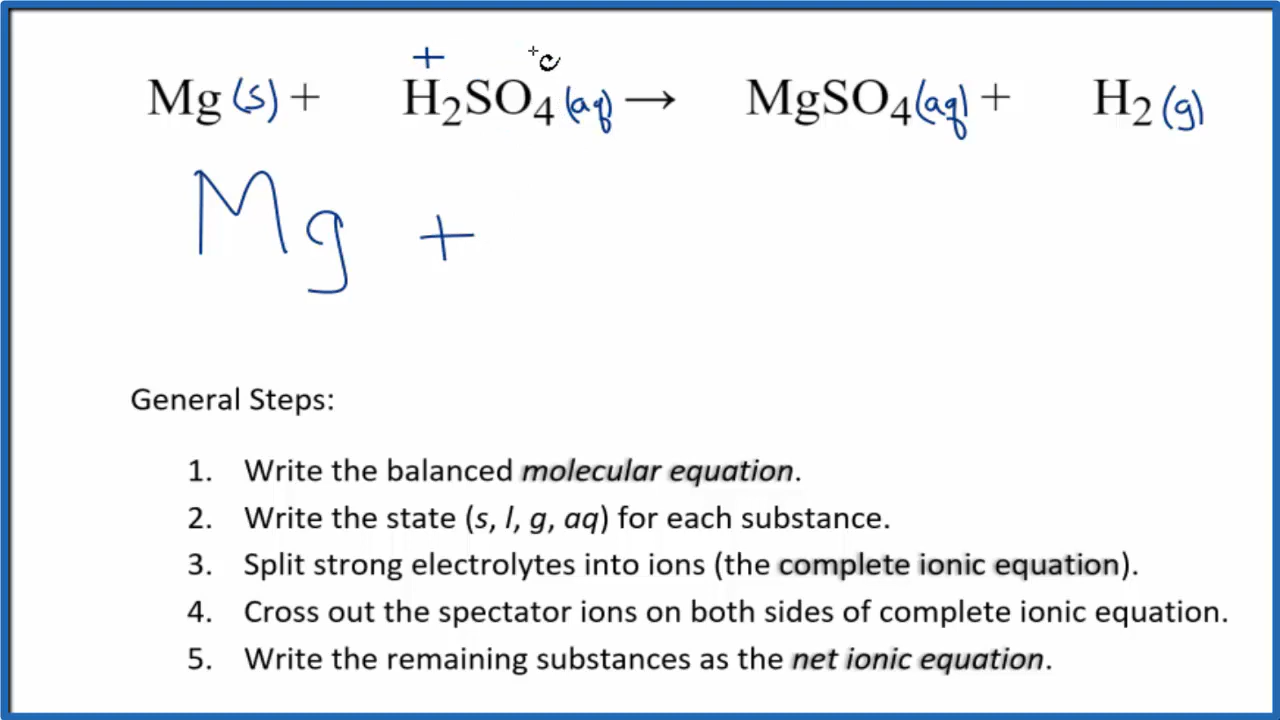 +
Mg (s) + H₂SO₄ (aq) → MgSO₄ (aq) + H₂ (g)
Mg +
General Steps:
1. Write the balanced molecular equation.
2. Write the state (s, l, g, aq) for each substance.
3. Split strong electrolytes into ions (the complete ionic equation).
4. Cross out the spectator ions on both sides of complete ionic equation.
5. Write the remaining substances as the net ionic equation.